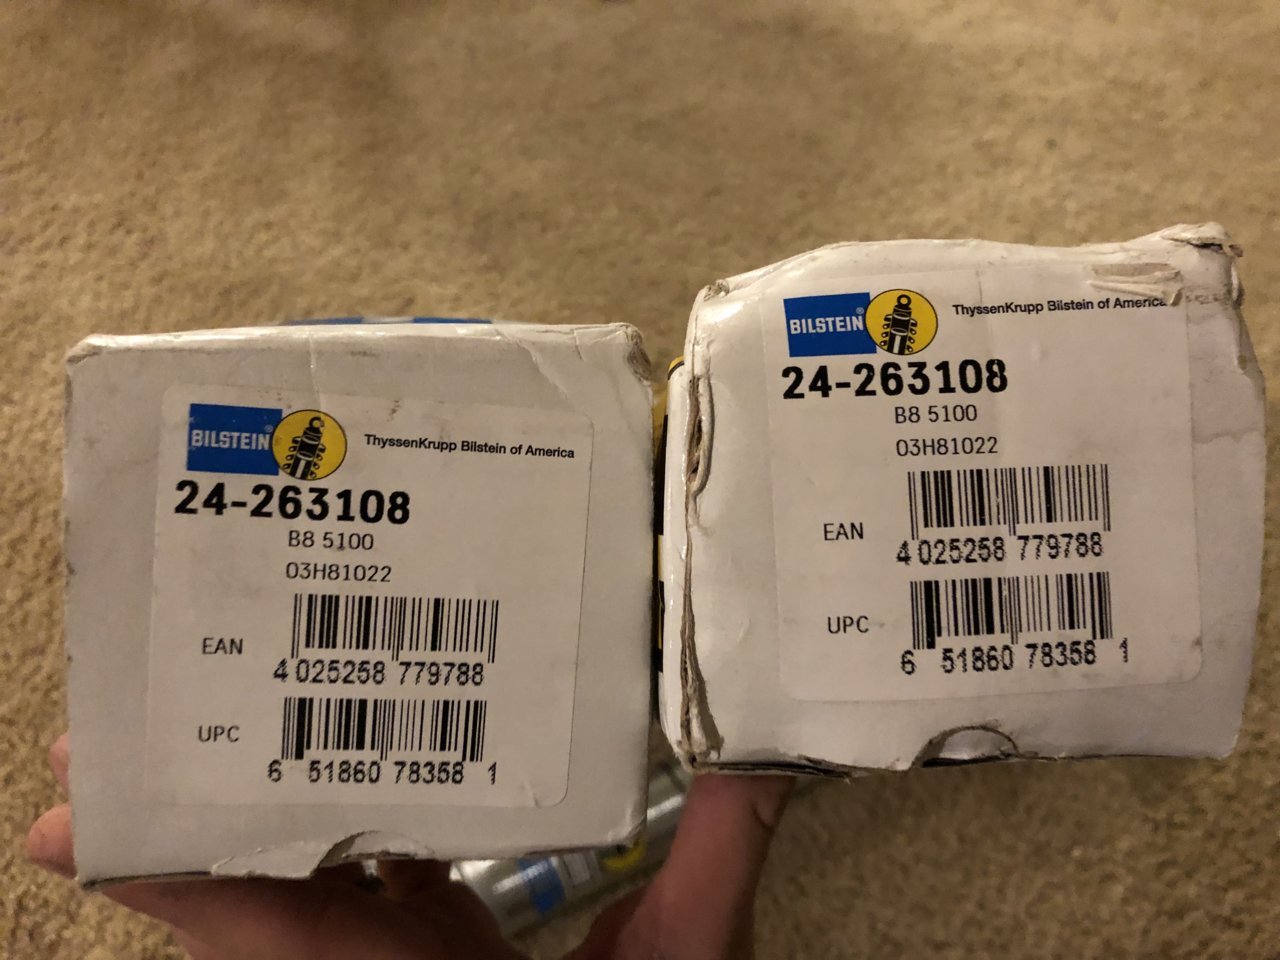 BILSTEIN
ThyssenKrupp Bilstein of America
24-263108
B8 5100
03H81022
EAN
4 025258 779788
UPC
6 51860 78358 1
BILSTEIN
ThyssenKrupp Bilstein of America
24-263108
B8 5100
03H81022
EAN
4 025258 779788
UPC
6 51860 78358 1